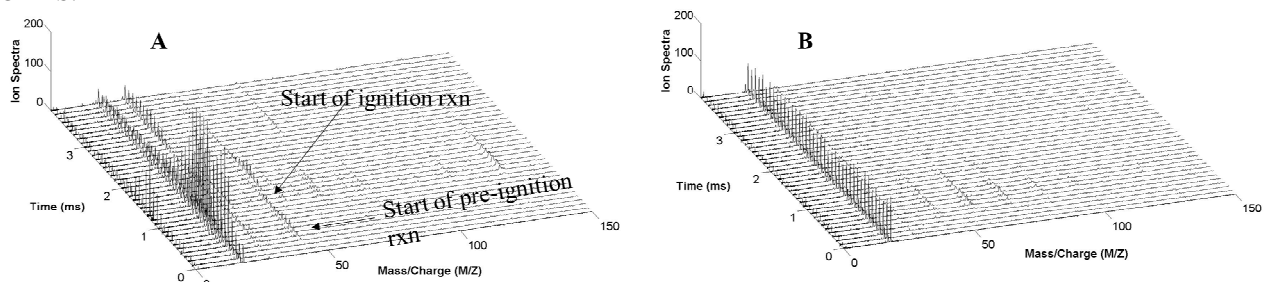 200
100
0
Ion Spectra
A
Start of ignition rxn
Start of pre-ignition
rxn
3
2
1
0
Time (ms)
50
100
150
Mass/Charge (M/Z)
200
100
0
Ion Spectra
B
3
2
1
0
Time (ms)
0
50
100
150
Mass/Charge (M/Z)